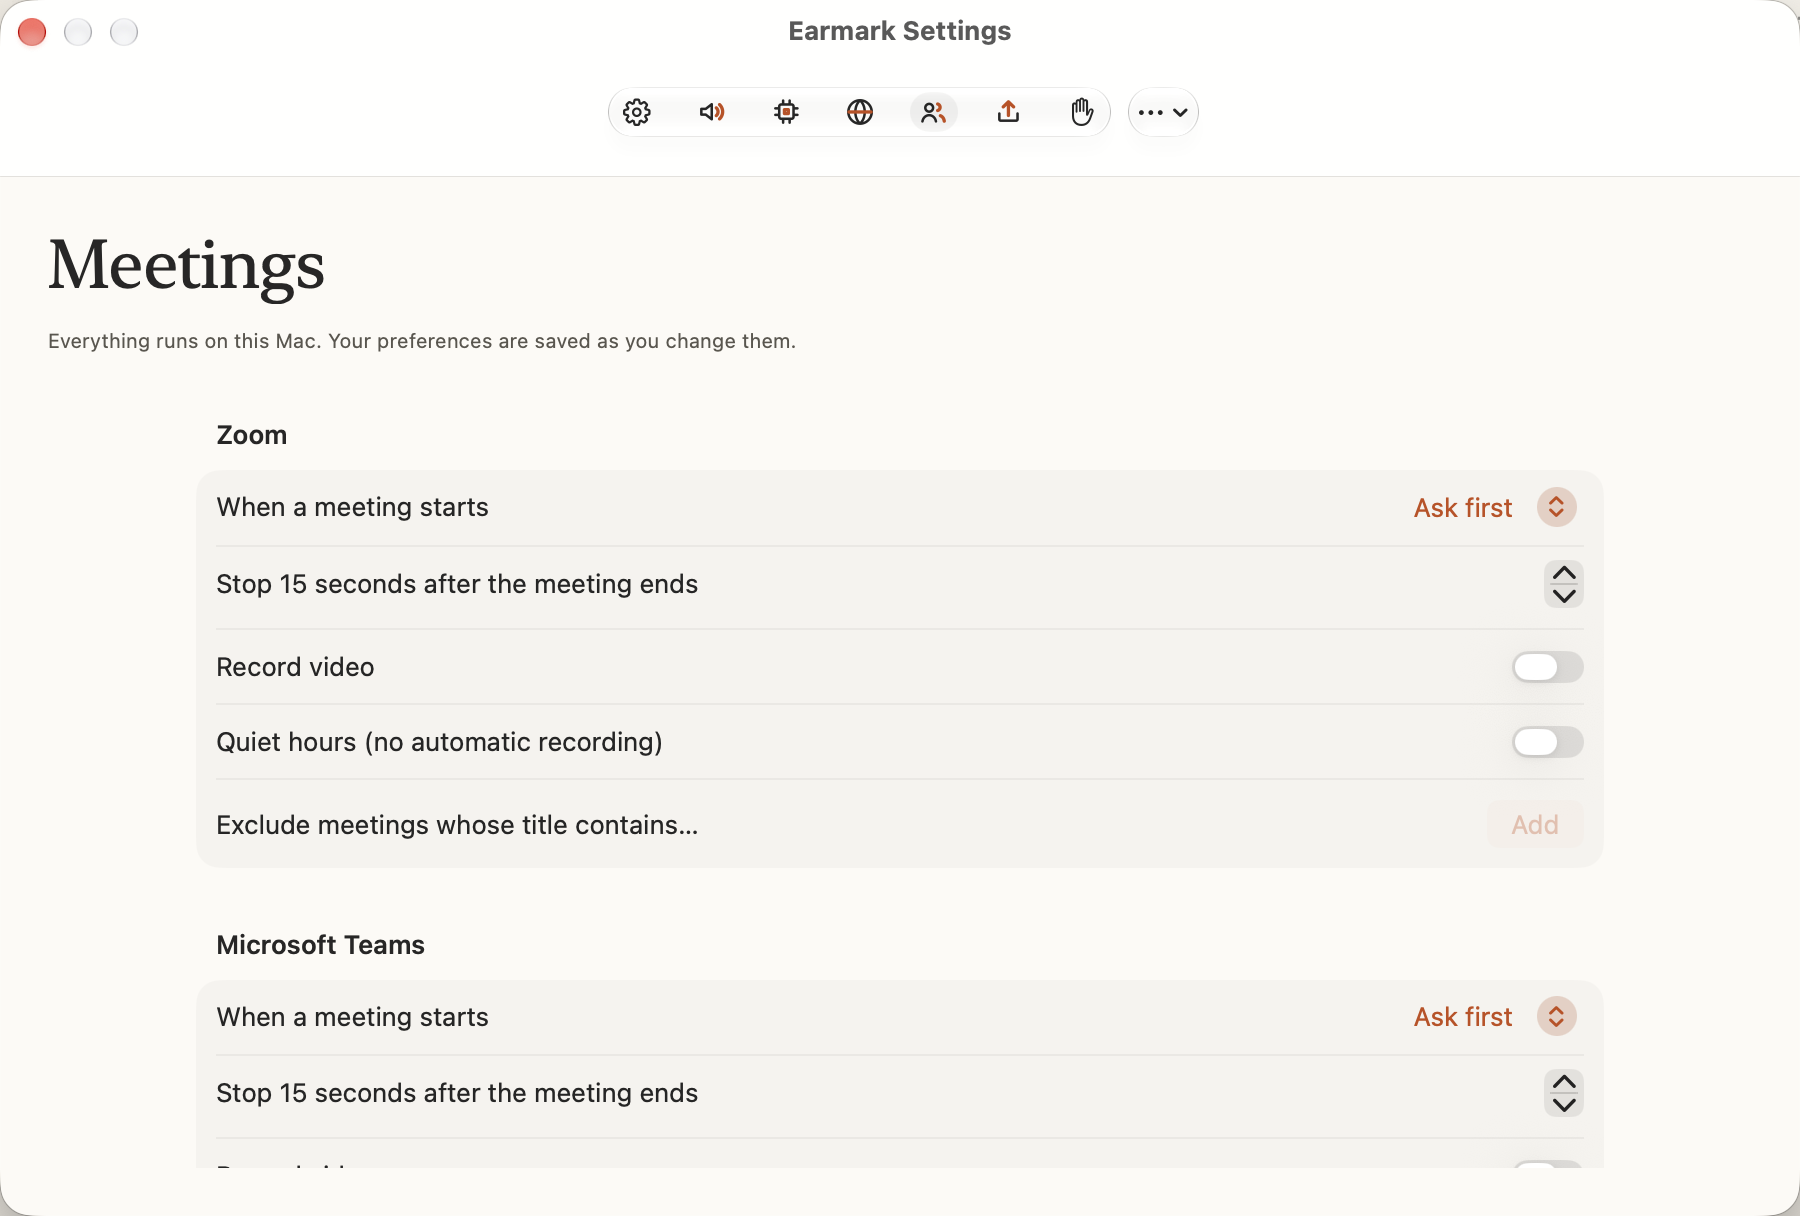 Earmark Settings
Meetings
Everything runs on this Mac. Your preferences are saved as you change them.
Zoom
When a meeting starts
Ask first
Stop 15 seconds after the meeting ends
Record video
Quiet hours (no automatic recording)
Exclude meetings whose title contains...
Add
Microsoft Teams
When a meeting starts
Ask first
Stop 15 seconds after the meeting ends